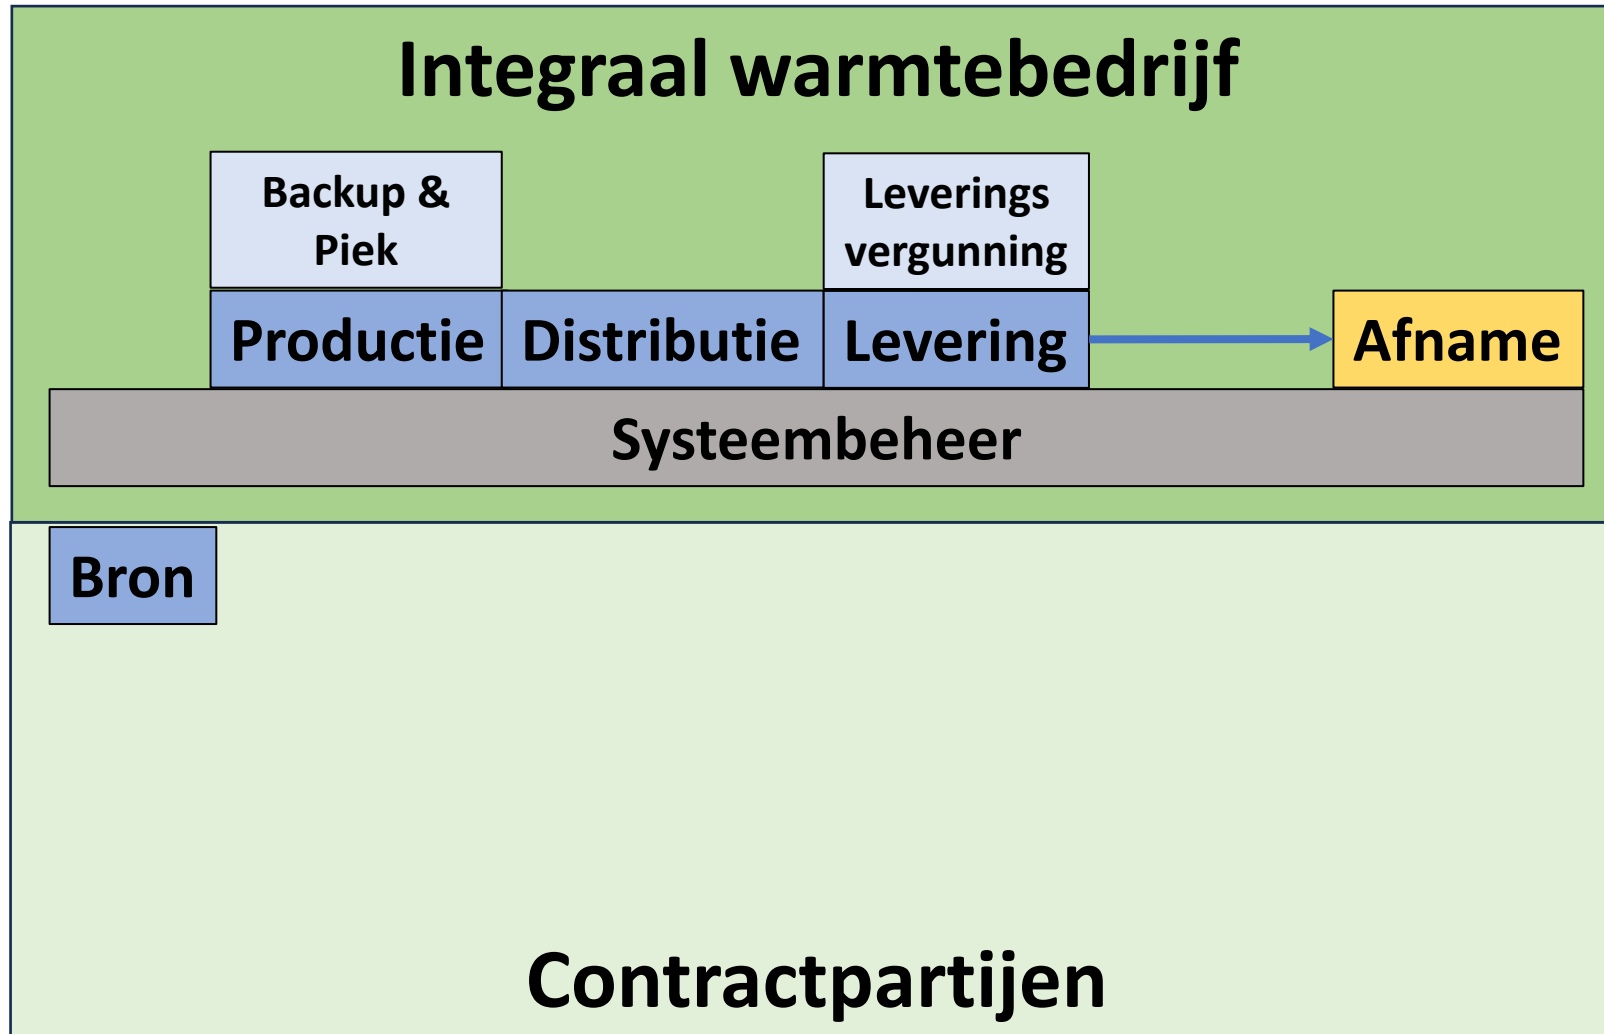 Integraal warmtebedrijf
Backup &
Piek
Leverings
vergunning
Productie
Distributie
Levering
Afname
Systeembeheer
Bron
Contractpartijen